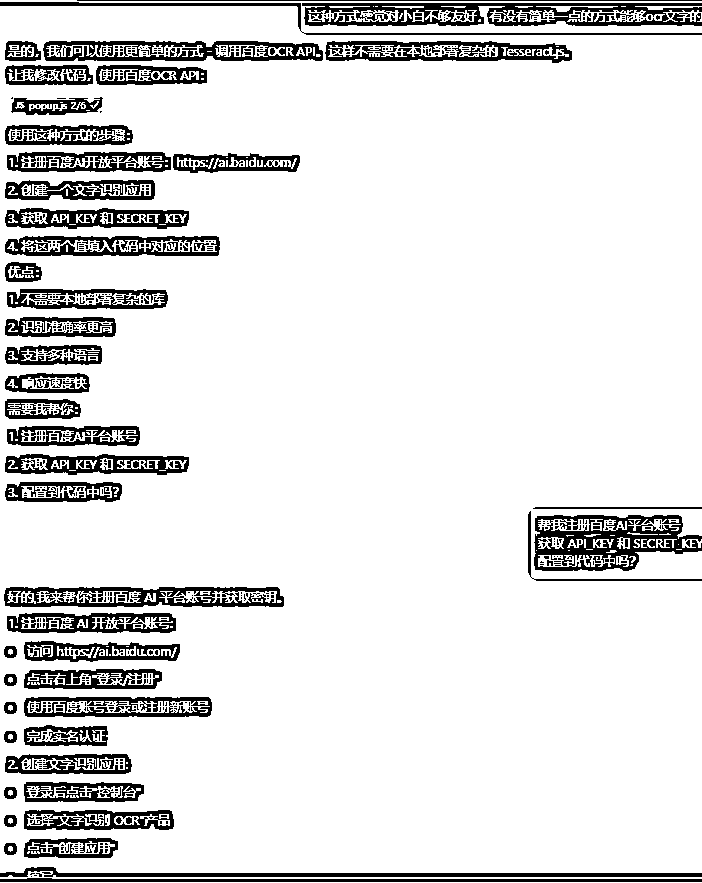 这种方式感觉对小白不够友好，有没有简单一点的方式能够ocr文字的
是的，我们可以使用更简单的方式 - 调用百度OCR API。这样不需要在本地部署复杂的 Tesseract.js。
让我修改代码，使用百度OCR API：
JS popup.js 2/6 ✓
使用这种方式的步骤：
1. 注册百度AI开放平台账号：https://ai.baidu.com/
2. 创建一个文字识别应用
3. 获取 API_KEY 和 SECRET_KEY
4. 将这两个值填入代码中对应的位置
优点：
1. 不需要本地部署复杂的库
2. 识别准确率更高
3. 支持多种语言
4. 响应速度快
需要我帮你：
1. 注册百度AI平台账号
2. 获取 API_KEY 和 SECRET_KEY
3. 配置到代码中吗？
帮我注册百度AI平台账号
获取 API_KEY 和 SECRET_KEY
配置到代码中吗？
好的,我来帮你注册百度 AI 平台账号并获取密钥。
1. 注册百度 AI 开放平台账号:
访问 https://ai.baidu.com/
点击右上角"登录/注册"
使用百度账号登录或注册新账号
完成实名认证
2. 创建文字识别应用:
登录后点击"控制台"
选择"文字识别 OCR"产品
点击"创建应用"